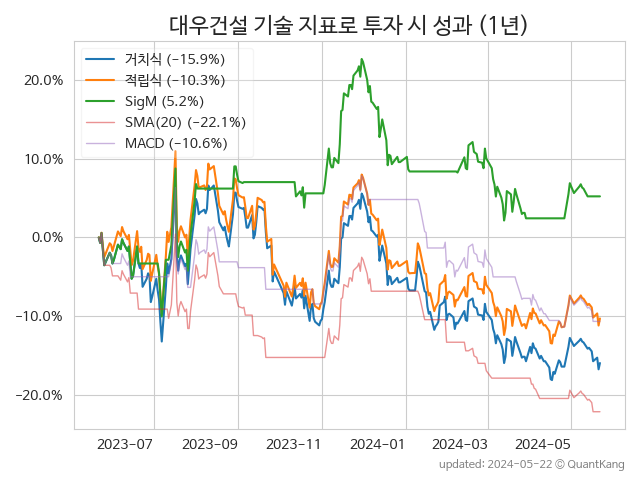 대우건설 기술 지표로 투자 시 성과 (1년)
거치식 (−15.9%)
적립식 (−10.3%)
SigM (5.2%)
SMA(20) (−22.1%)
MACD (−10.6%)
20.0%
10.0%
0.0%
−10.0%
−20.0%
2023−07
2023−09
2023−11
2024−01
2024−03
2024−05
updated: 2024−05−22 © QuantKang